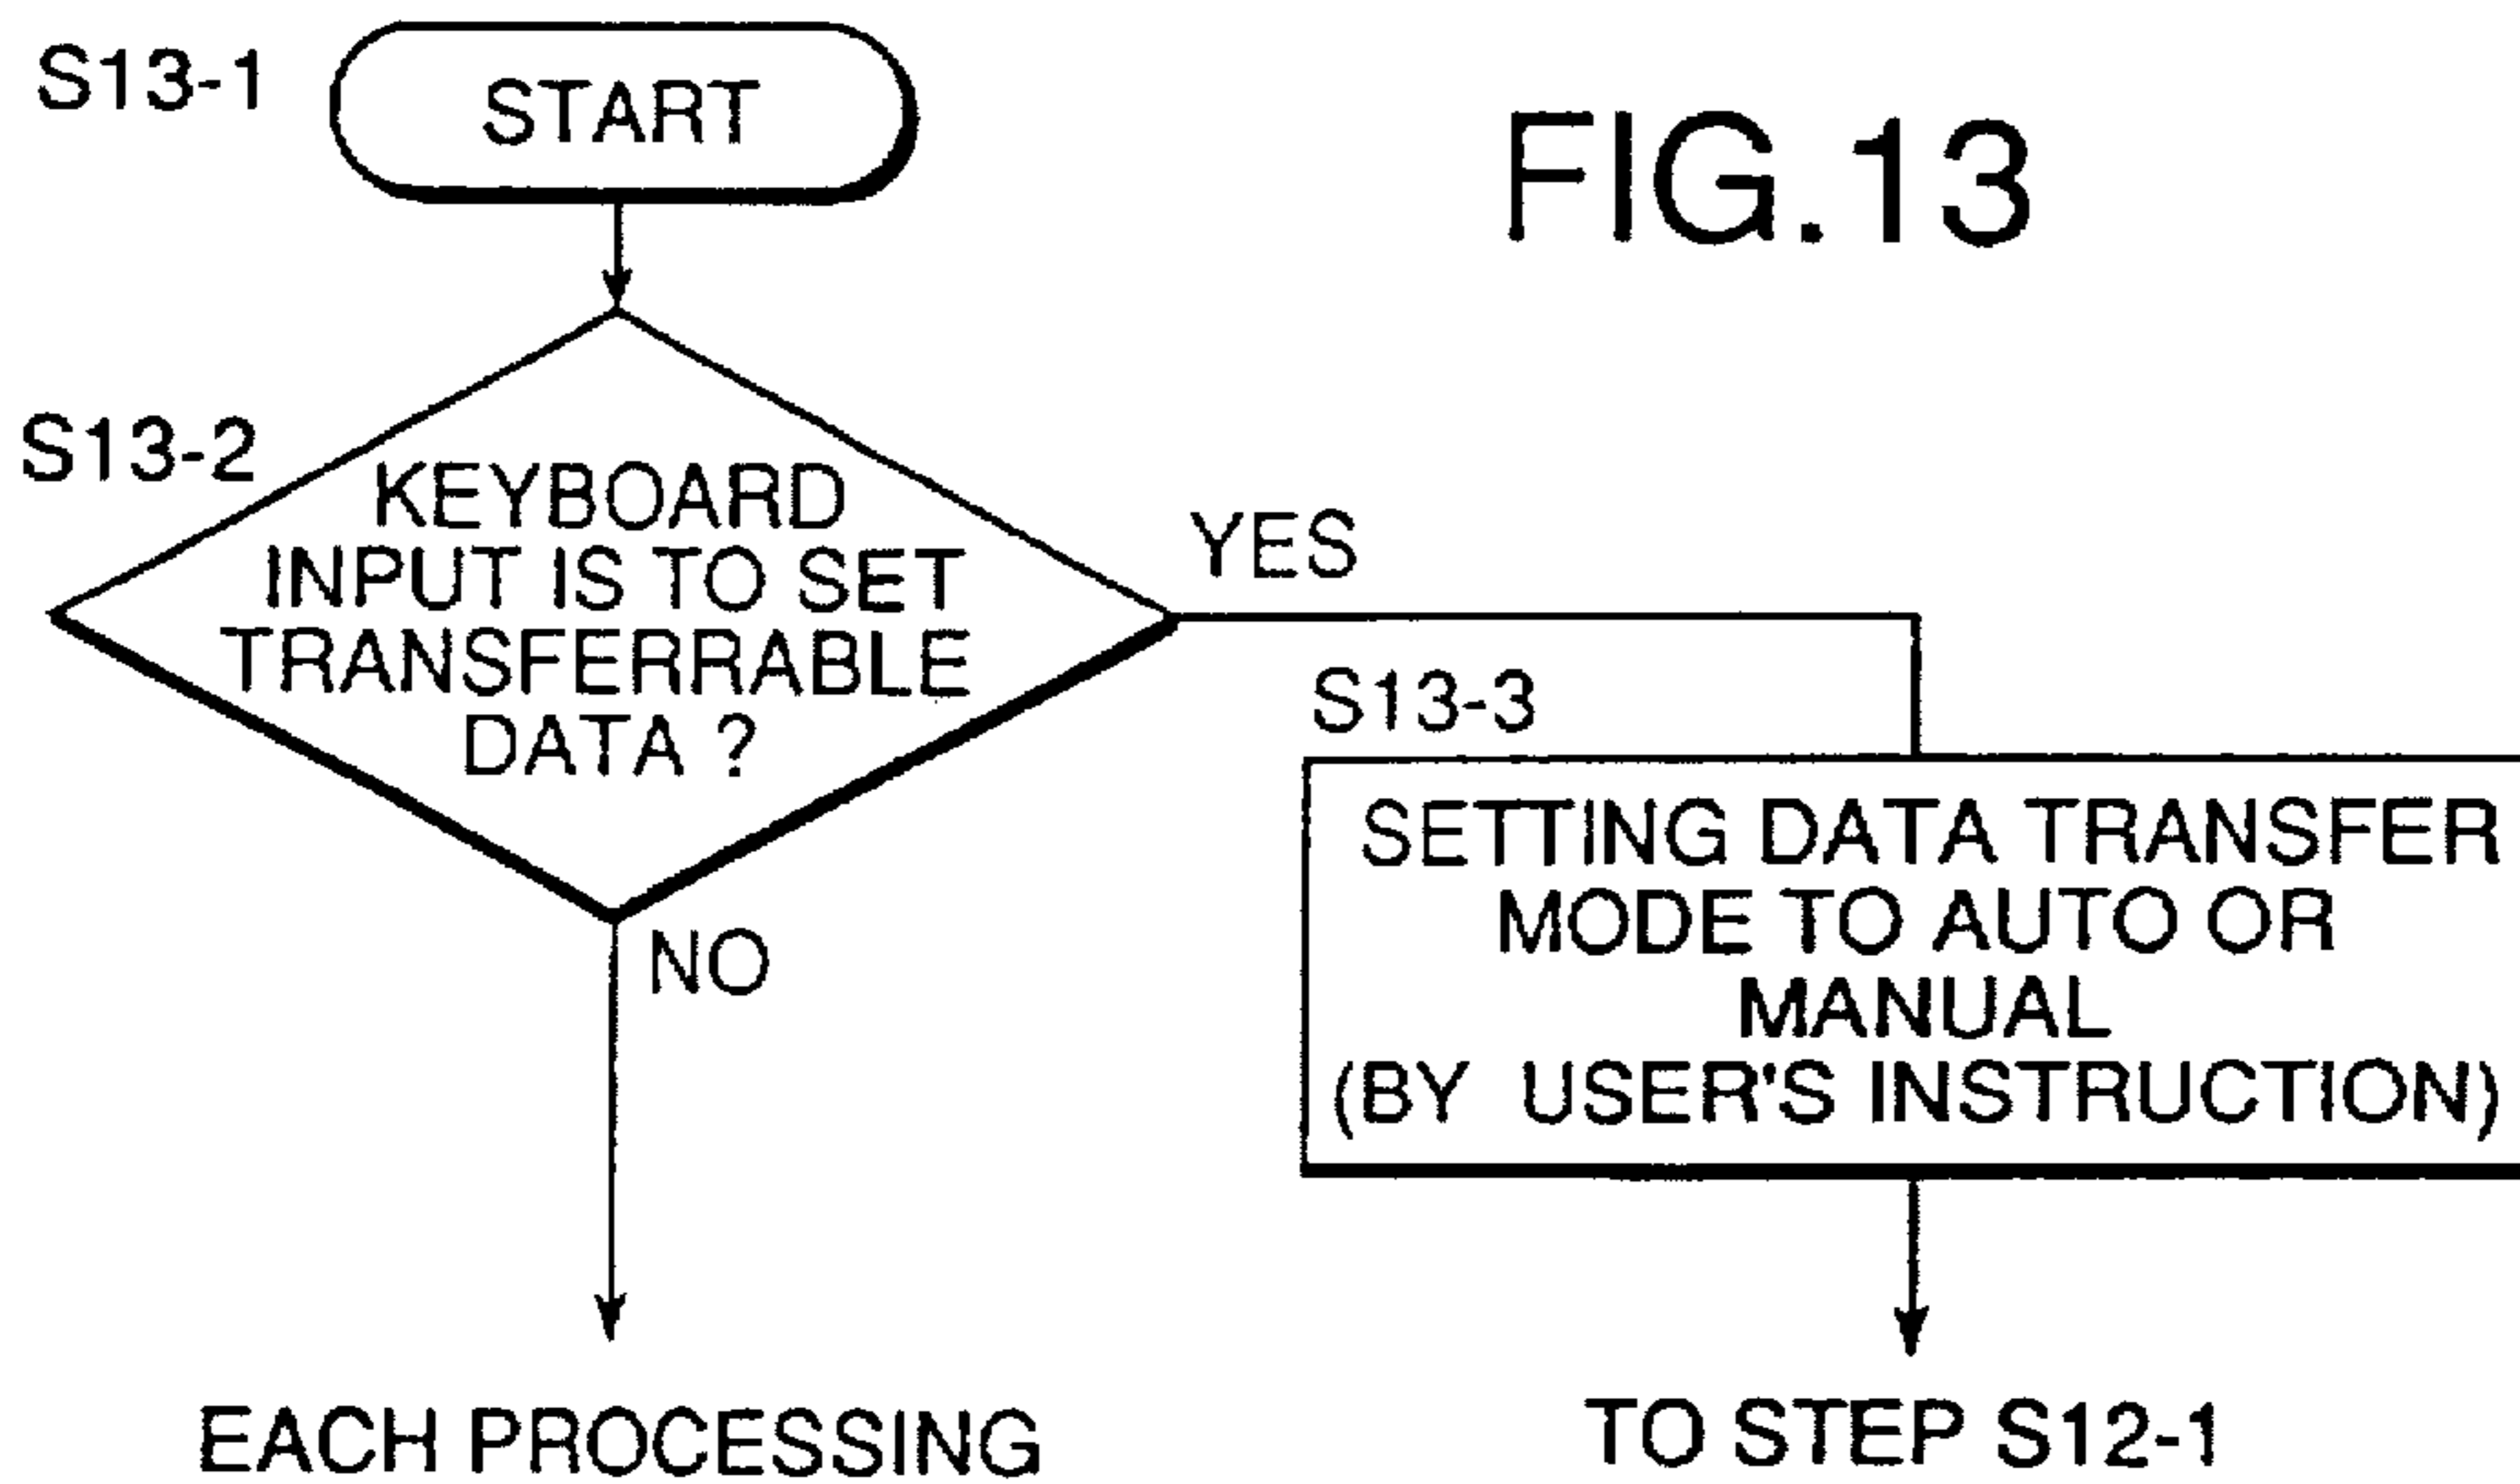 S13-1
START
FIG.13
S13-2
KEYBOARD
INPUT IS TO SET
TRANSFERRABLE
DATA ?
YES
NO
S13-3
SETTING DATA TRANSFER
MODE TO AUTO OR
MANUAL
(BY USER'S INSTRUCTION)
EACH PROCESSING
TO STEP S12-1